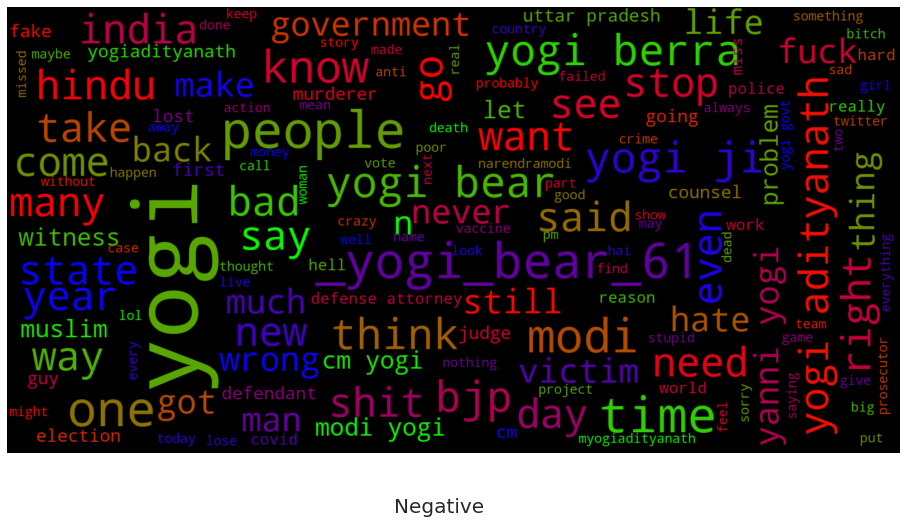 fake
india
government
uttar pradesh
life
something
maybe
yogiadityanath
done
keep
story
made
country
yogi berra
miss
fuck
bitch
hard
missed
hindu
make
know
anti
real
go
probably
failed
stop
sad
girl
murderer
police
take
lost
action
mean
people
death
let
see
going
always
problem
yogi govt
really
twitter
come
back
away
money
want
crime
two
happen
first
call
vote
poor
next
narendramodi
yogi ji
thing
without
woman
yogi bear
part
good
counsel
many
yogi
bad
never
said
show
work
yogi adityanath
witness
say
crazy
n
vaccine
pm
may
even
dead
case
well
name
state
thought
hell
_yogi_bear_61
look
hai
find
right
everything
year
live
much
defense attorney
still
reason
yanni yogi
muslim
lol
new
think
judge
modi
hate
stupid
game
team
way
every
wrong
cm yogi
nothing
victim
need
guy
defendant
project
world
saying
give
prosecutor
one
got
shit
bjp
day
time
sorry
feel
big
might
man
modi yogi
election
today
lose
covid
cm
myogiadityanath
put
Negative